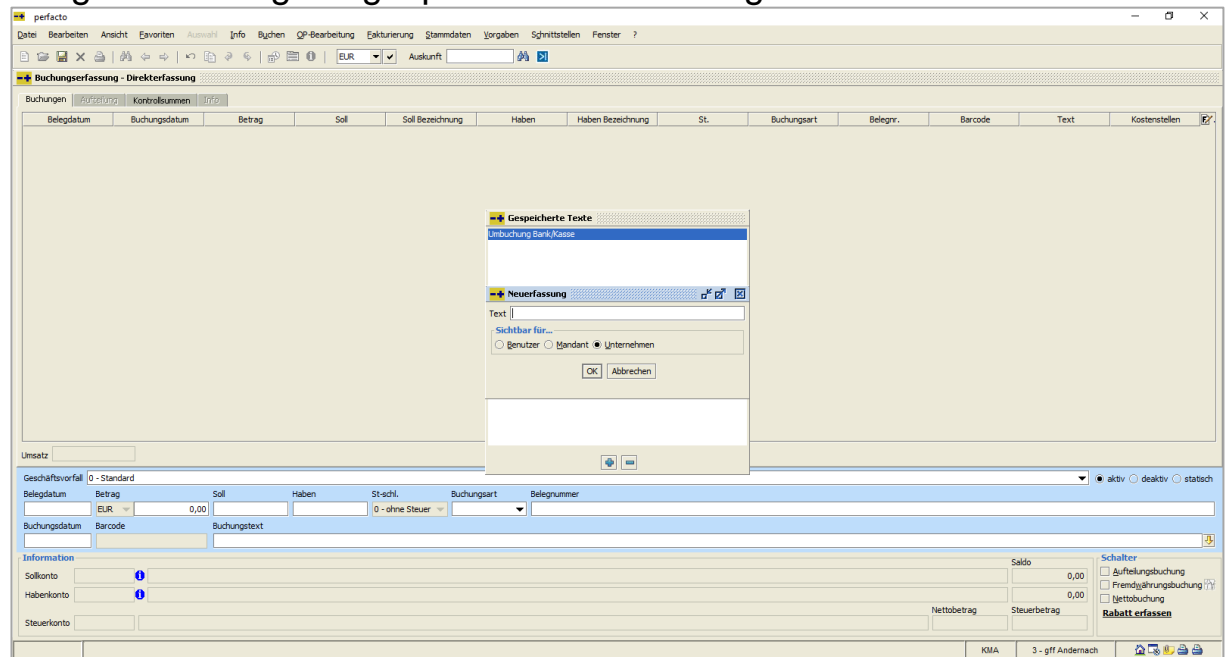 perfacto
Datei Bearbeiten Ansicht Favoriten Auswahl Info Buchen OP-Bearbeitung Fakturierung Stammdaten Vorgaben Schnittstellen Fenster ?
EUR Auskunft
Buchungserfassung - Direkterfassung
Buchungen Aufteilung Kontrollsummen Info
Belegdatum Buchungsdatum Betrag Soll Soll Bezeichnung Haben Haben Bezeichnung St. Buchungsart Belegnr. Barcode Text Kostenstellen
Gespeicherte Texte
Umbuchung Bank/Kasse
Neuerfassung
Text
Sichtbar für...
Benutzer Mandant Unternehmen
OK Abbrechen
Umsatz
Geschäftsvorfall 0 - Standard aktiv deaktiv statisch
Belegdatum Betrag Soll Haben St-schl. Buchungsart Belegnummer
EUR 0,00 0 - ohne Steuer
Buchungsdatum Barcode Buchungstext
Information Saldo Schalter
Sollkonto 0,00 Aufteilungsbuchung
Fremdwährungsbuchung
Habenkonto 0,00 Nettobuchung
Nettobetrag Steuerbetrag Rabatt erfassen
Steuerkonto
KMA 3 - gff Andernach